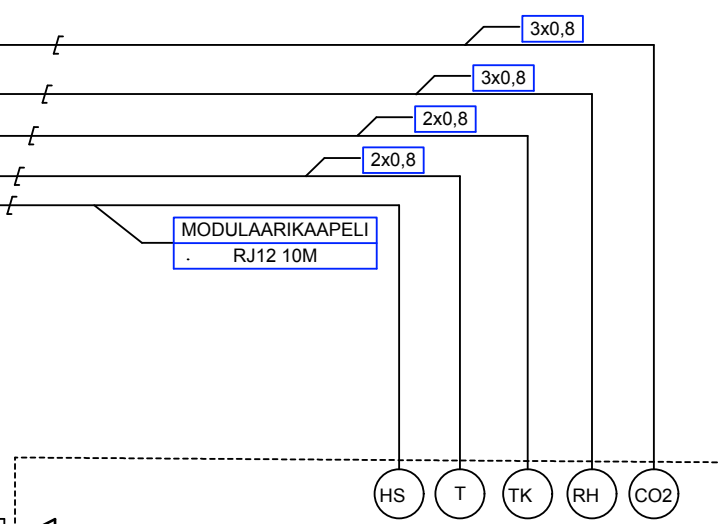 3x0,8
3x0,8
2x0,8
2x0,8
MODULAARIKAAPELI
. RJ12 10M
HS T TK RH CO2